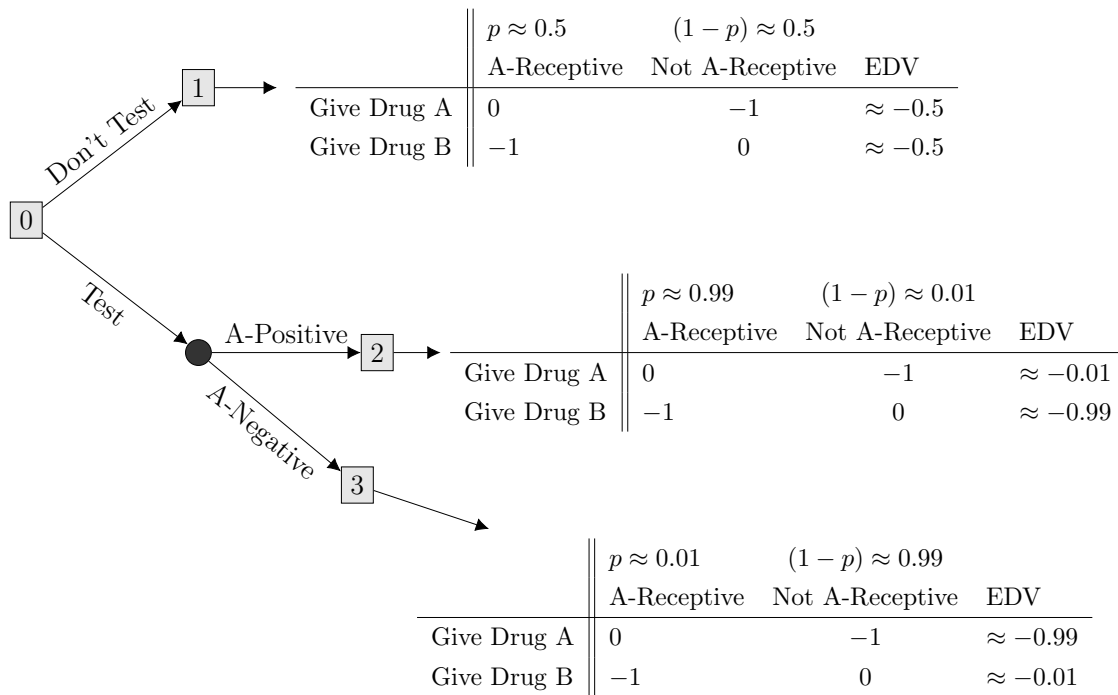 p ≈ 0.5 (1 − p) ≈ 0.5
A-Receptive Not A-Receptive EDV
Give Drug A 0 −1 ≈ −0.5
Give Drug B −1 0 ≈ −0.5
1
Don't Test
0
Test
A-Positive
2
p ≈ 0.99 (1 − p) ≈ 0.01
A-Receptive Not A-Receptive EDV
Give Drug A 0 −1 ≈ −0.01
Give Drug B −1 0 ≈ −0.99
A-Negative
3
p ≈ 0.01 (1 − p) ≈ 0.99
A-Receptive Not A-Receptive EDV
Give Drug A 0 −1 ≈ −0.99
Give Drug B −1 0 ≈ −0.01